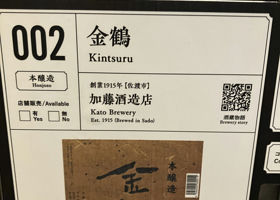 002
金鶴
Kintsuru
本醸造
Honjozo
創業1915年 [佐渡市]
加藤酒造店
Kato Brewery
Est. 1915 (Brewed in Sado)
店舗販売/Available
有 無
Yes No
酒蔵物語
Brewery story
本醸造
金